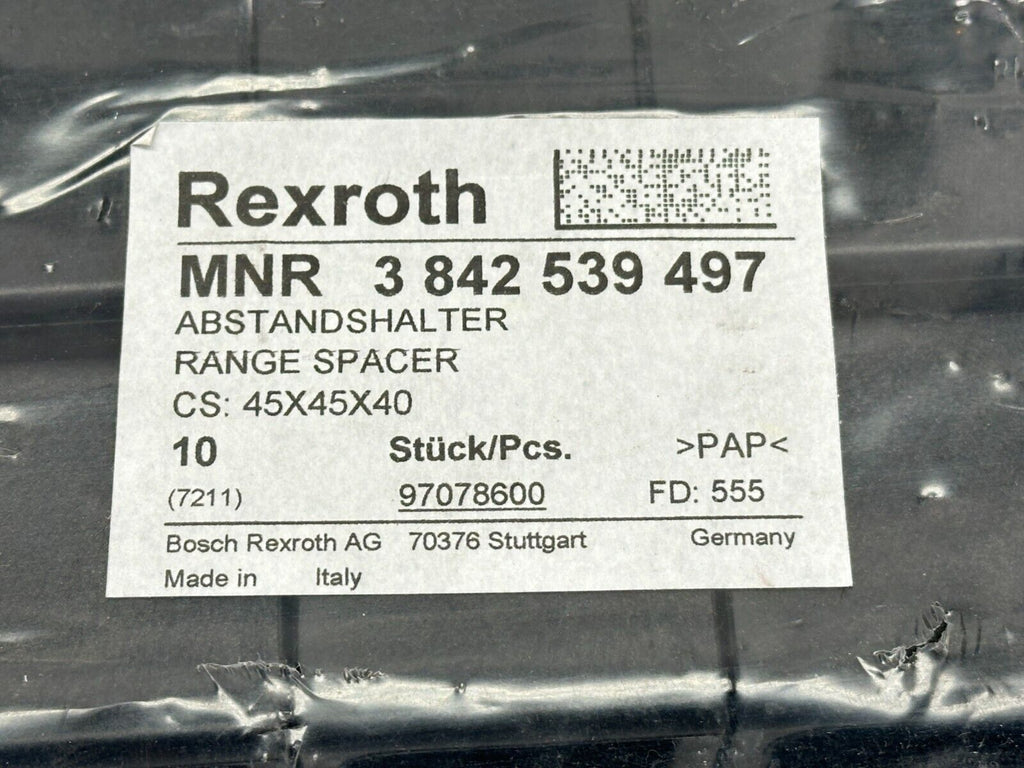 Rexroth
MNR 3 842 539 497
ABSTANDSHALTER
RANGE SPACER
CS: 45X45X40
10 Stück/Pcs. >PAP<
(7211) 97078600 FD: 555
Bosch Rexroth AG 70376 Stuttgart Germany
Made in Italy